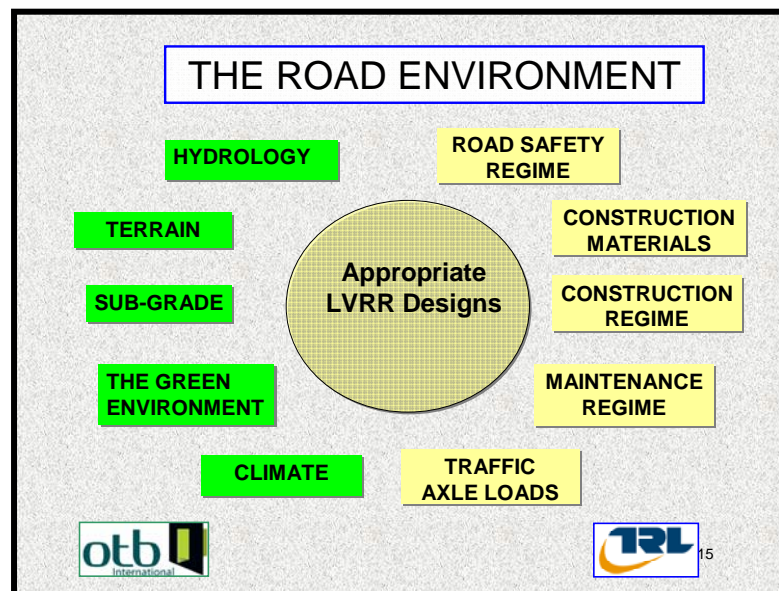 THE ROAD ENVIRONMENT
HYDROLOGY
TERRAIN
SUB-GRADE
THE GREEN
ENVIRONMENT
CLIMATE
Appropriate
LVRR Designs
ROAD SAFETY
REGIME
CONSTRUCTION
MATERIALS
CONSTRUCTION
REGIME
MAINTENANCE
REGIME
TRAFFIC
AXLE LOADS
otb
International
TRL
15